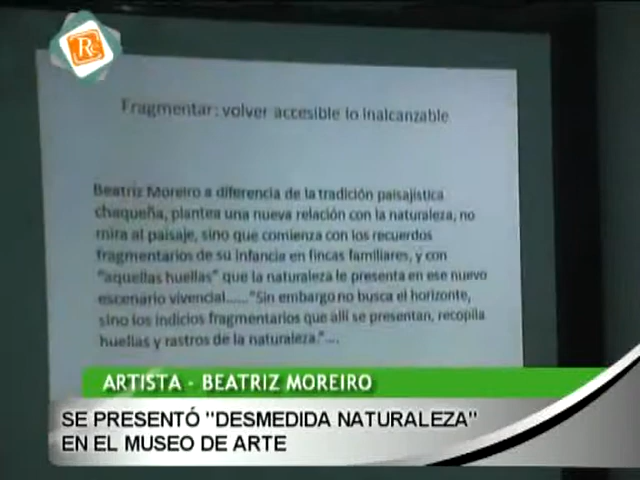 Rc
Fragmentar: volver accesible lo inalcanzable
Beatriz Moreiro a diferencia de la tradición paisajística
chaqueña, plantea una nueva relación con la naturaleza, no
mira al paisaje, sino que comienza con los recuerdos
fragmentarios de su infancia en fincas familiares, y con
"aquellas huellas" que la naturaleza le presenta en ese nuevo
escenario vivencial......"Sin embargo no busca el horizonte,
sino los indicios fragmentarios que allí se presentan, recopila
huellas y rastros de la naturaleza."...
ARTISTA - BEATRIZ MOREIRO
SE PRESENTÓ "DESMEDIDA NATURALEZA"
EN EL MUSEO DE ARTE